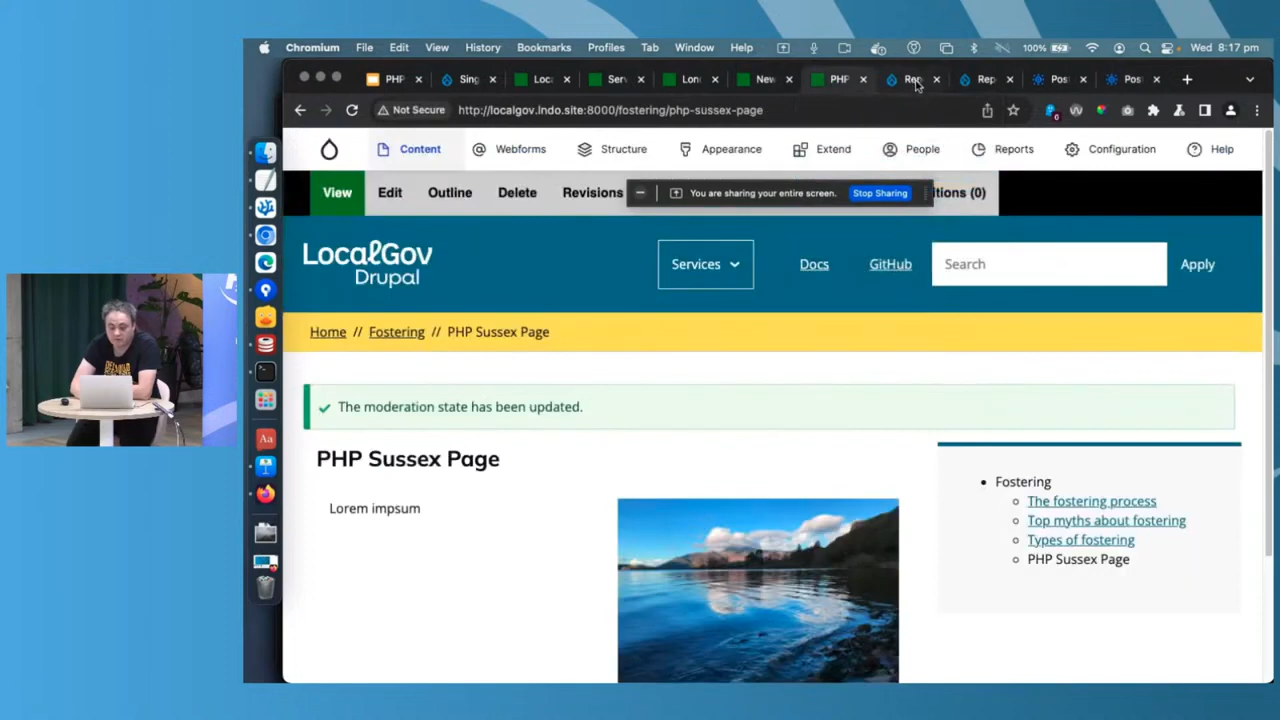 Chromium File Edit View History Bookmarks Profiles Tab Window Help 100% Wed 8:17 pm
PHP Sing Loca Serv Lon New PHP Rep Rep Post Post
Not Secure http://localgov.lndo.site:8000/fostering/php-sussex-page
Content Webforms Structure Appearance Extend People Reports Configuration Help
View Edit Outline Delete Revisions You are sharing your entire screen. Stop Sharing itions (0)
LocalGov
Drupal
Services Docs GitHub Search Apply
Home // Fostering // PHP Sussex Page
The moderation state has been updated.
PHP Sussex Page
Lorem impsum
Fostering
The fostering process
Top myths about fostering
Types of fostering
PHP Sussex Page